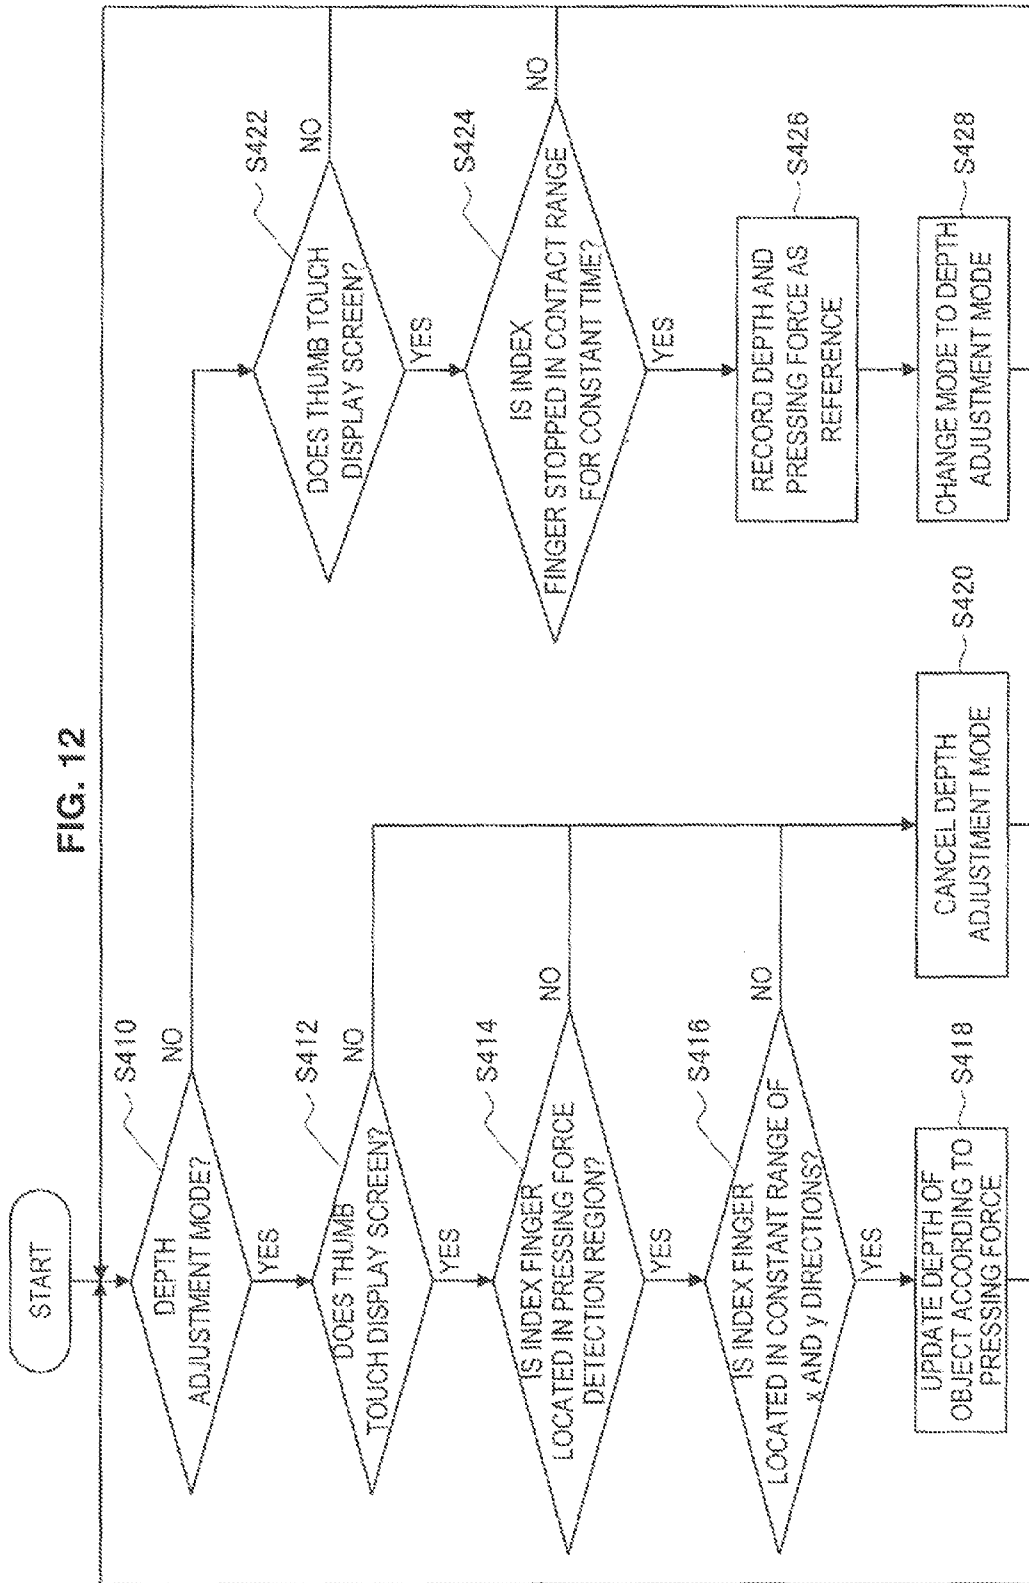 FIG. 12
START
DEPTH
ADJUSTMENT MODE?
S410
NO
YES
DOES THUMB
TOUCH DISPLAY SCREEN?
S412
NO
YES
IS INDEX FINGER
LOCATED IN PRESSING FORCE
DETECTION REGION?
S414
NO
YES
IS INDEX FINGER
LOCATED IN CONSTANT RANGE OF
x AND y DIRECTIONS?
S416
NO
YES
UPDATE DEPTH OF
OBJECT ACCORDING TO
PRESSING FORCE
S418
CANCEL DEPTH
ADJUSTMENT MODE
S420
DOES THUMB TOUCH
DISPLAY SCREEN?
S422
NO
YES
IS INDEX
FINGER STOPPED IN CONTACT RANGE
FOR CONSTANT TIME?
S424
NO
YES
RECORD DEPTH AND
PRESSING FORCE AS
REFERENCE
S426
CHANGE MODE TO DEPTH
ADJUSTMENT MODE
S428